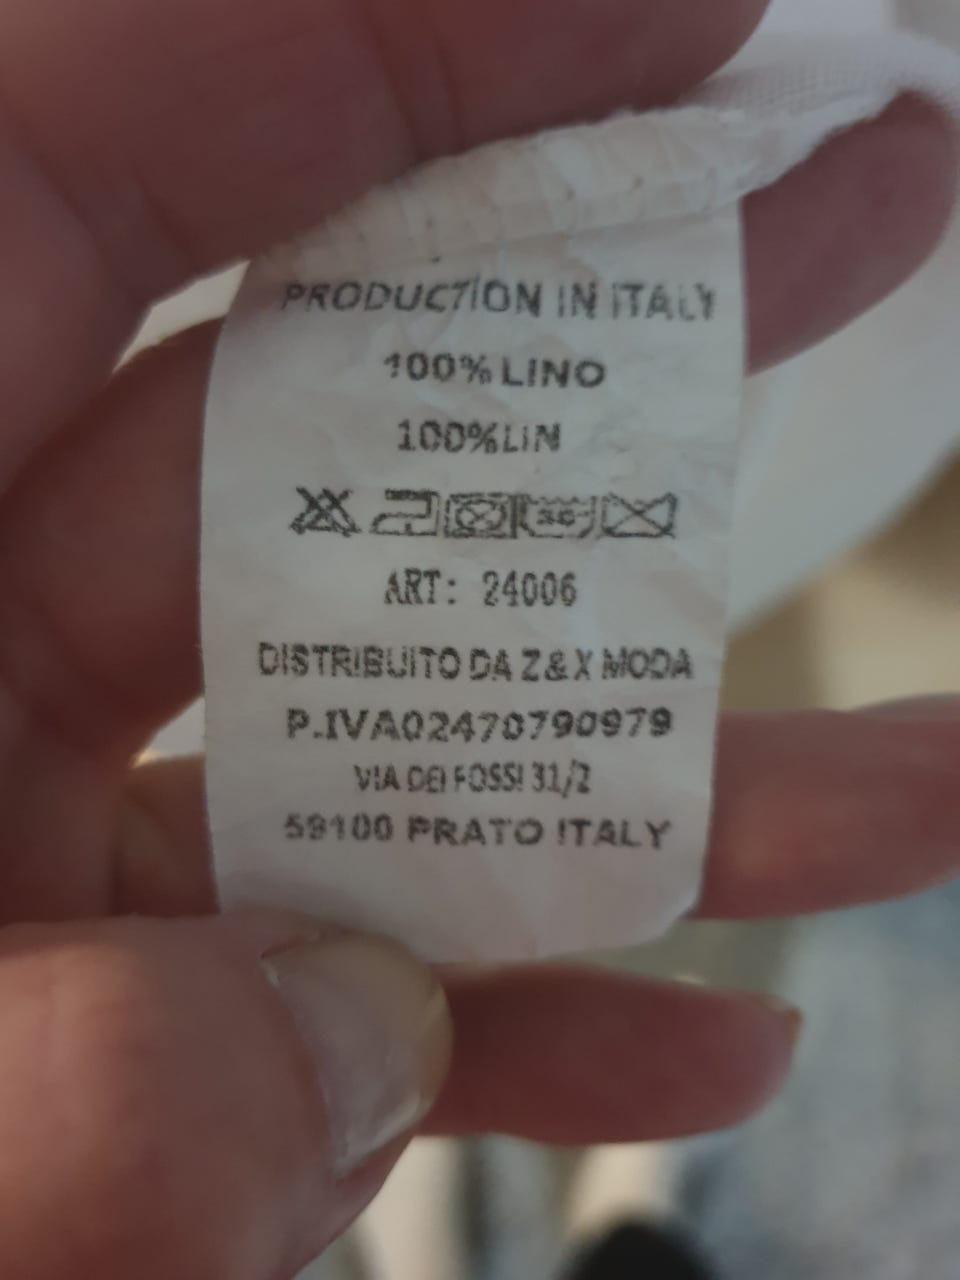 PRODUCTION IN ITALY
100% LINO
100%LIN
30
ART: 24006
DISTRIBUITO DA Z&X MODA
P.IVA02470790979
VIA DEI FOSSI 31/2
59100 PRATO ITALY